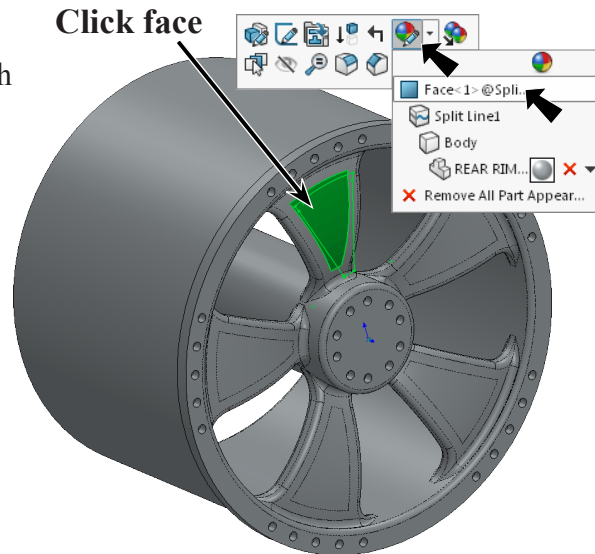 Click face
h
Face<1>@Spli...
Split Line1
Body
REAR RIM...
Remove All Part Appear...